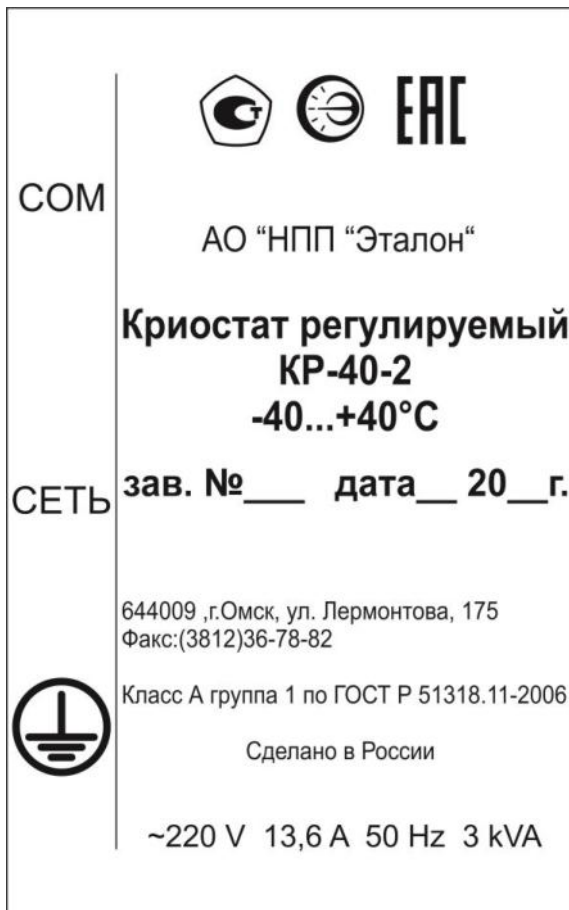 ЕАС
COM
АО “НПП “Эталон“
Криостат регулируемый
КР-40-2
-40...+40°С
СЕТЬ
зав. №___ дата__ 20__г.
644009 ,г.Омск, ул. Лермонтова, 175
Факс:(3812)36-78-82
Класс А группа 1 по ГОСТ Р 51318.11-2006
Сделано в России
~220 V 13,6 A 50 Hz 3 kVA